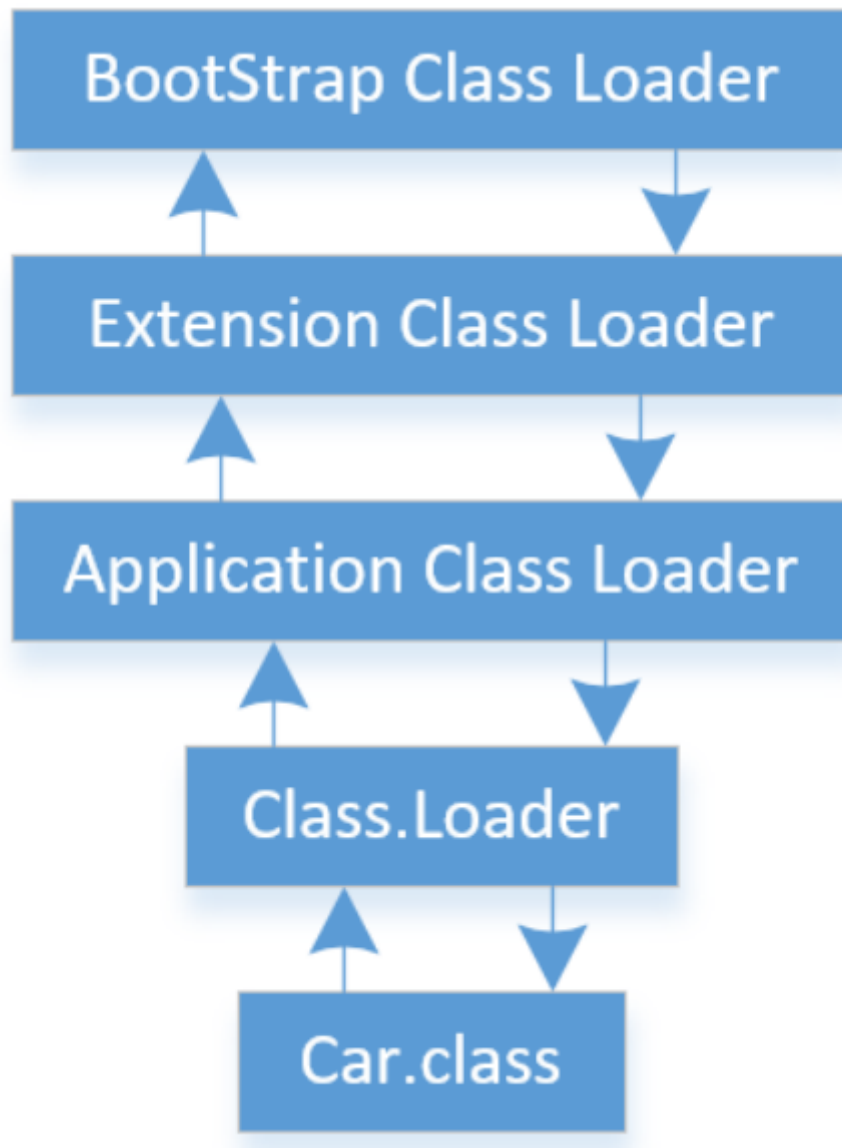 BootStrap Class Loader
Extension Class Loader
Application Class Loader
Class.Loader
Car.class